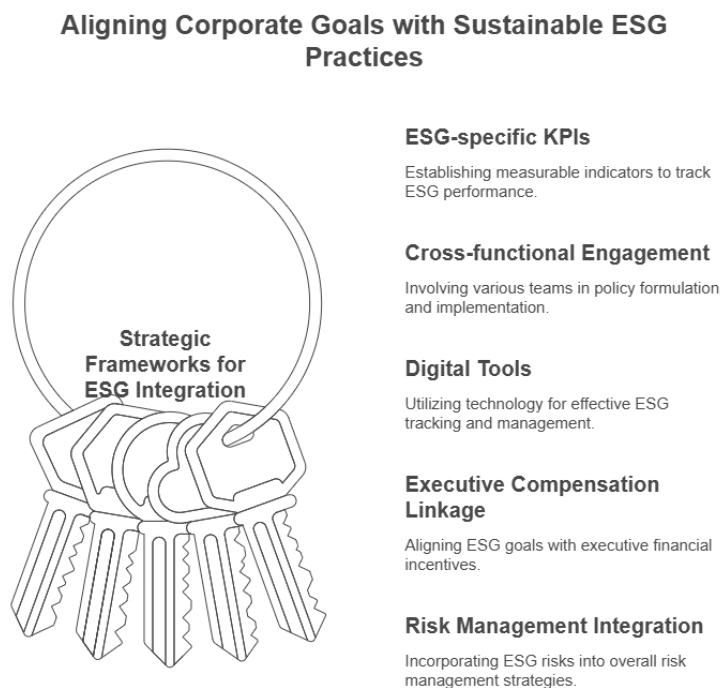 Aligning Corporate Goals with Sustainable ESG
Practices
Strategic
Frameworks for
ESG Integration
ESG-specific KPIs
Establishing measurable indicators to track
ESG performance.
Cross-functional Engagement
Involving various teams in policy formulation
and implementation.
Digital Tools
Utilizing technology for effective ESG
tracking and management.
Executive Compensation
Linkage
Aligning ESG goals with executive financial
incentives.
Risk Management Integration
Incorporating ESG risks into overall risk
management strategies.